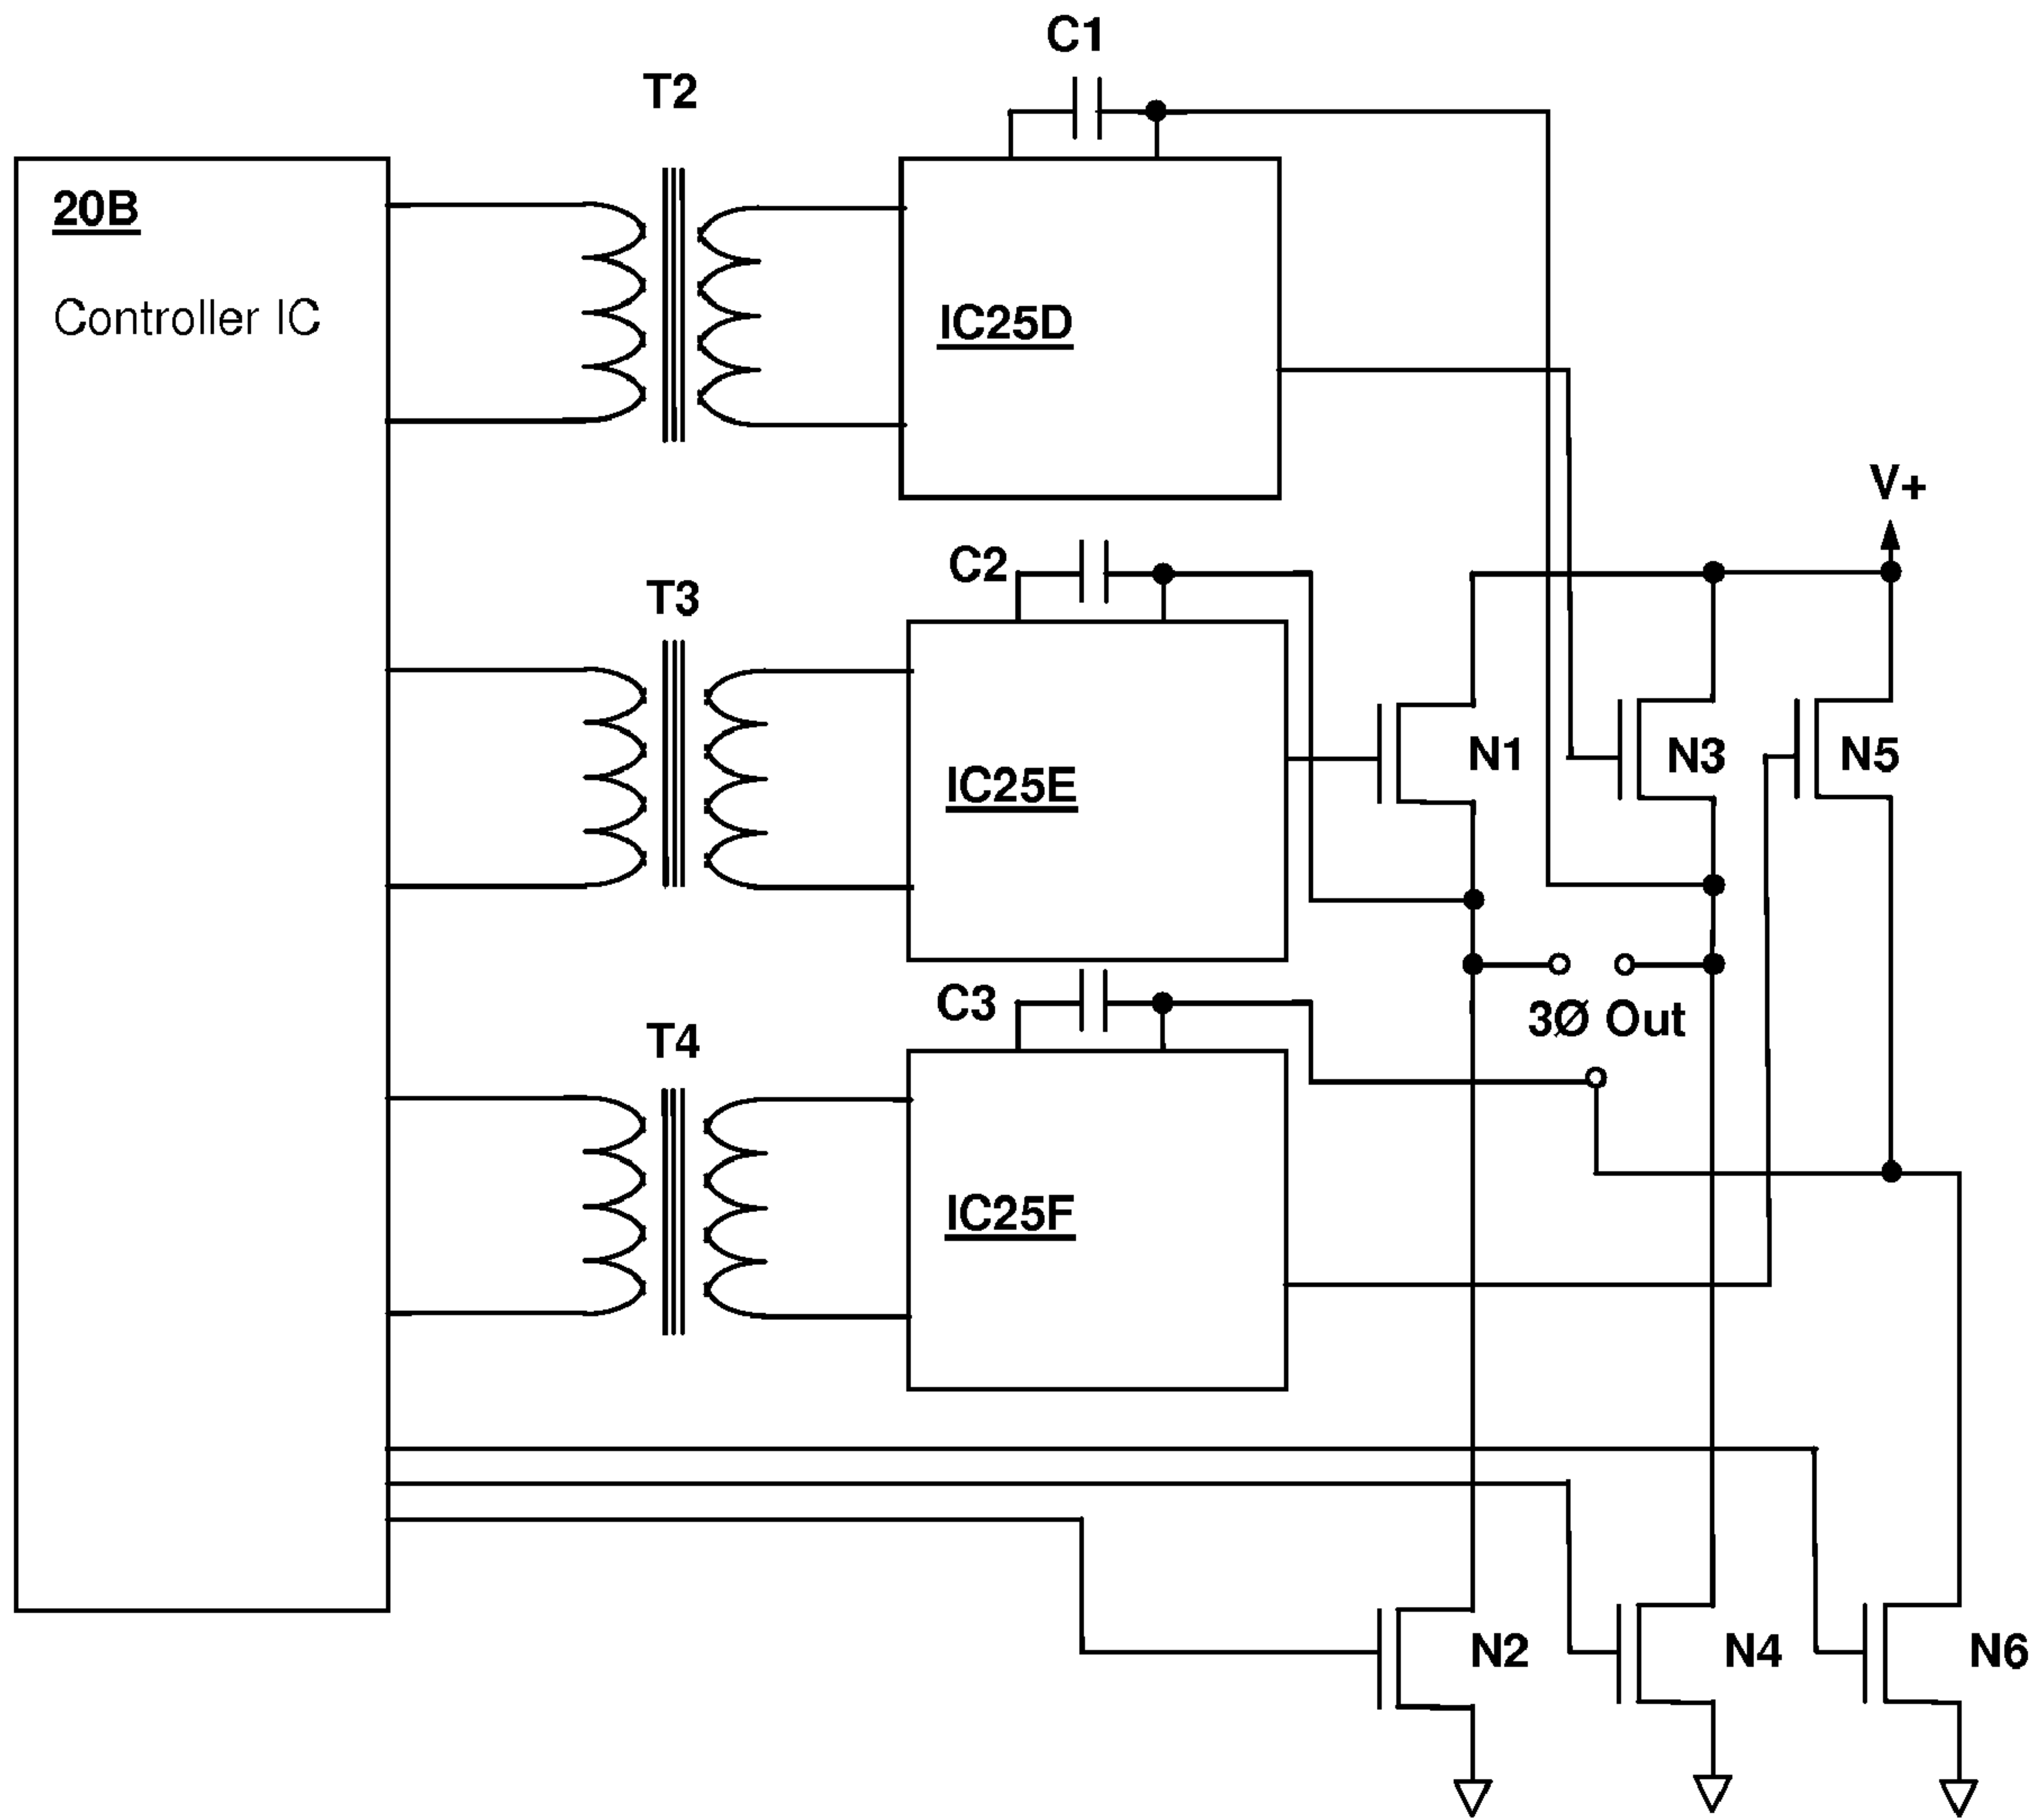 C1
T2
20B
Controller IC
IC25D
V+
C2
T3
N1
N3
N5
IC25E
C3
3Ø Out
T4
IC25F
N2
N4
N6